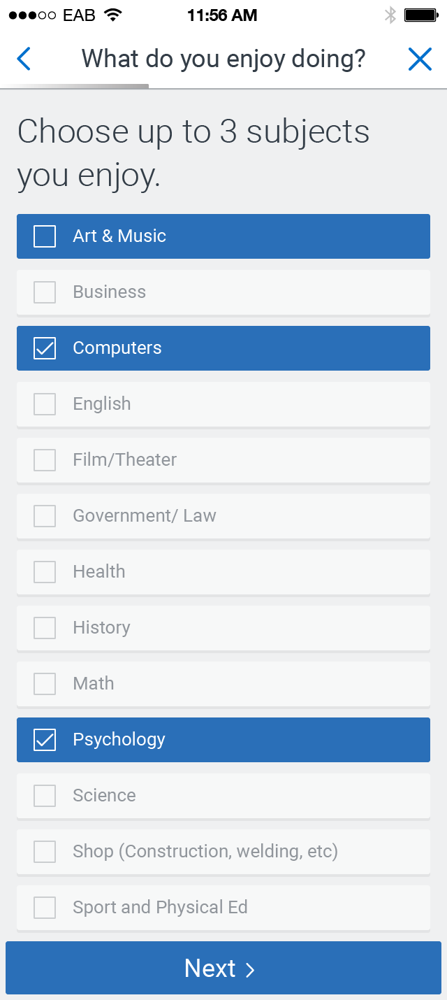 EAB 11:56 AM
What do you enjoy doing?
Choose up to 3 subjects
you enjoy.
Art & Music
Business
Computers
English
Film/Theater
Government/ Law
Health
History
Math
Psychology
Science
Shop (Construction, welding, etc)
Sport and Physical Ed
Next